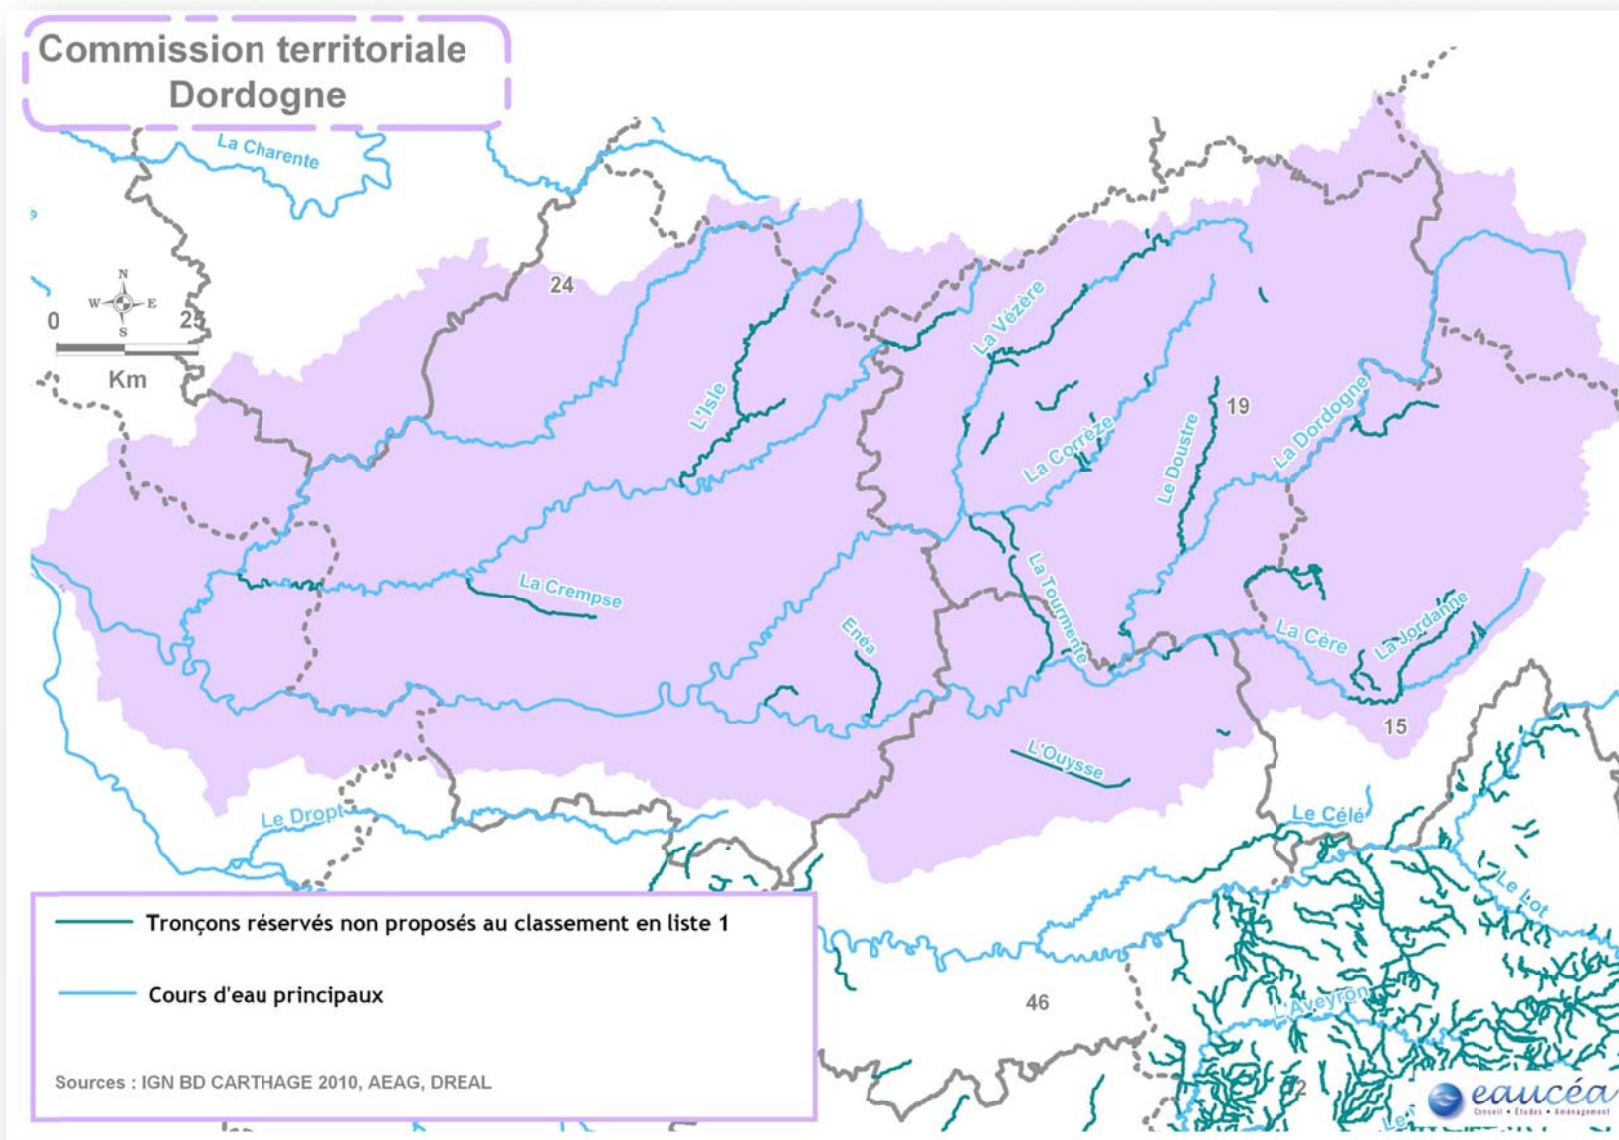 Commission territoriale
Dordogne
La Charente
24
N
W E
S
0 25
Km
La Vézère
L'Isle
La Corrèze
Le Doustre
19
La Dordogne
La Crempse
Enéa
La Tourmente
La Cère
La Jordanne
15
L'Ouysse
Le Dropt
Le Célé
Le Lot
46
L'Aveyron
Tronçons réservés non proposés au classement en liste 1
Cours d'eau principaux
Sources : IGN BD CARTHAGE 2010, AEAG, DREAL
eaucéa
Conseil • Études • Aménagement